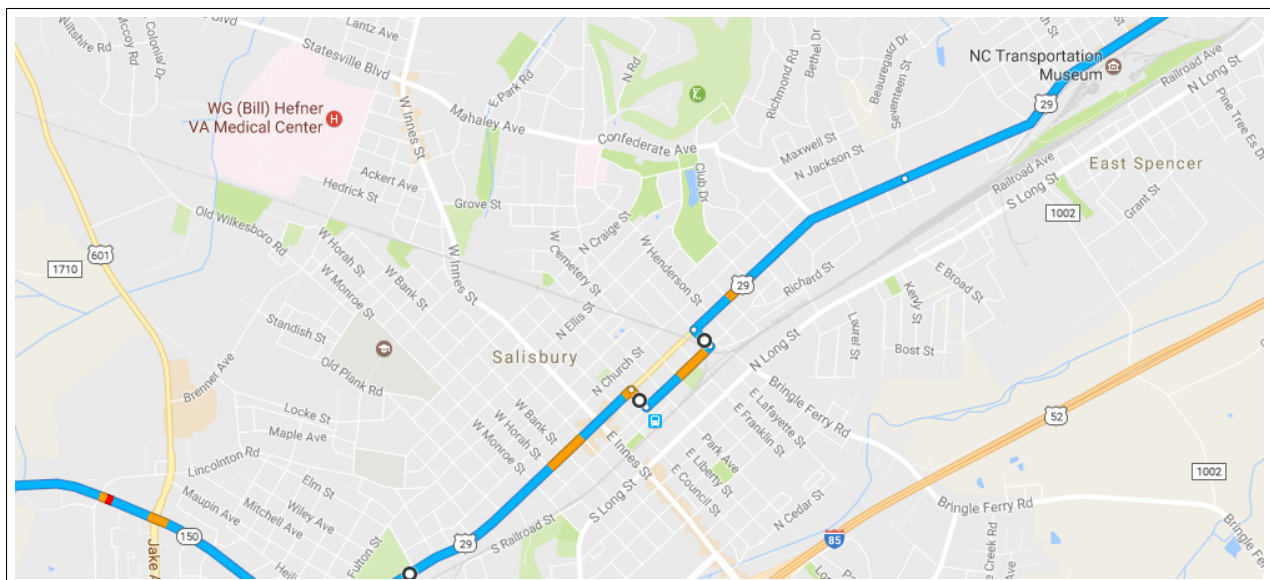 Wiltshire Rd
McCoy Rd
Colonial Dr
Blvd
Lantz Ave
Statesville Blvd
W Innes St
E Park Rd
Mahaley Ave
N Rd
Richmond Rd
Bethel Dr
Beauregard Dr
Seventeen St
NC Transportation
Museum
Railroad Ave
N Long St
Pine Tree Es Dr
29
WG (Bill) Hefner
VA Medical Center
H
Confederate Ave
Maxwell St
N Jackson St
Club Dr
Railroad Ave
S Long St
East Spencer
Grant St
1002
Ackert Ave
Hedrick St
Grove St
Old Wilkesboro Rd
W Horah St
W Monroe St
W Bank St
W Innes St
N Craige St
W Cemetery St
W Henderson St
601
1710
29
Richard St
E Broad St
Kerry St
Laurel St
Bost St
N Ellis St
Standish St
Old Plank Rd
Brenner Ave
Salisbury
N Church St
N Long St
Bringle Ferry Rd
52
Locke St
Maple Ave
Lincolnton Rd
W Bank St
W Horah St
W Monroe St
E Innes St
E Lafayette St
E Franklin St
Park Ave
E Liberty St
E Council St
N Cedar St
1002
Elm St
Maupin Ave
Mitchell Ave
Wiley Ave
S Long St
S Railroad St
Bringle Ferry Rd
Bringle Ferry
150
29
85
Jake A
Heili
Fulton St
Creek Rd